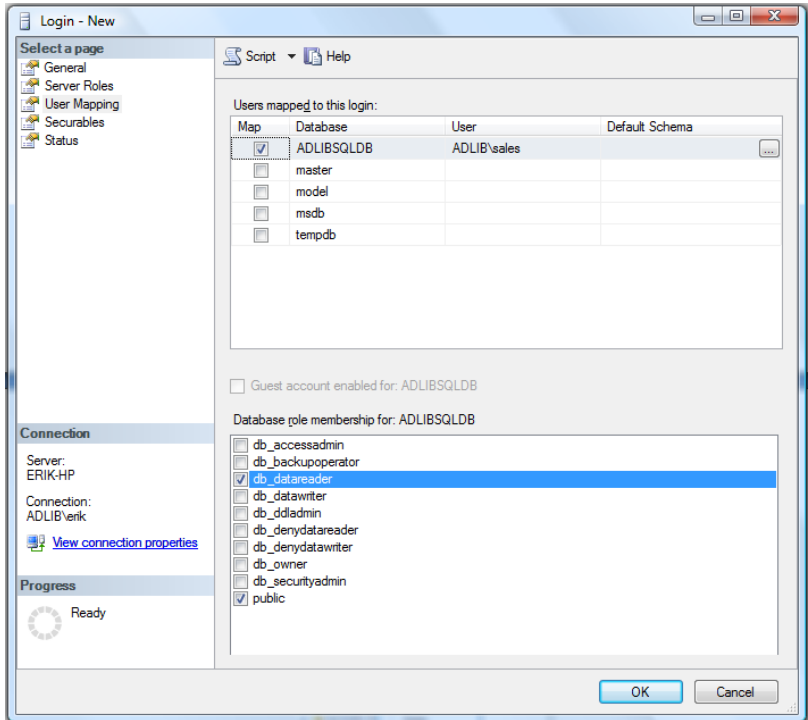 Login - New
Select a page
General
Server Roles
User Mapping
Securables
Status
Script Help
Users mapped to this login:
Map Database User Default Schema
ADLIBSQLDB ADLIB\sales ...
master
model
msdb
tempdb
Guest account enabled for: ADLIBSQLDB
Database role membership for: ADLIBSQLDB
db_accessadmin
db_backupoperator
db_datareader
db_datawriter
db_ddladmin
db_denydatareader
db_denydatawriter
db_owner
db_securityadmin
public
Connection
Server:
ERIK-HP
Connection:
ADLIB\erik
View connection properties
Progress
Ready
OK Cancel